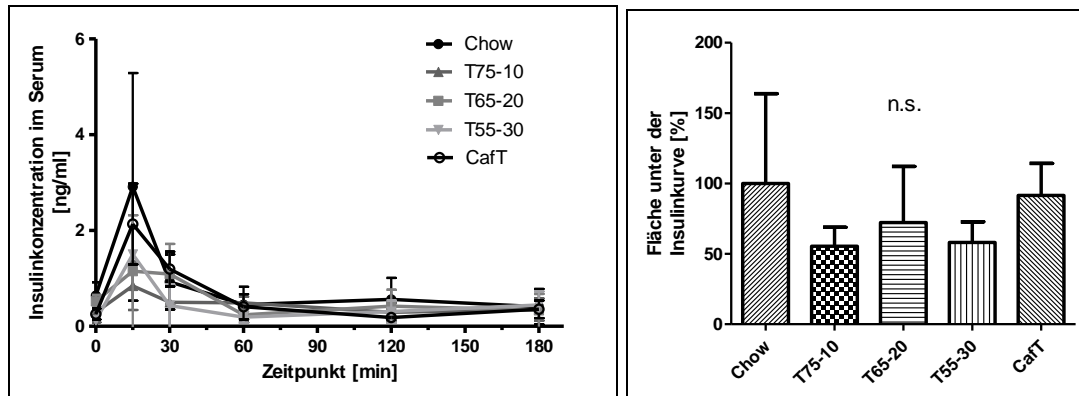 Insulinkonzentration im Serum
[ng/ml]
6
4
2
0
0 30 60 90 120 150 180
Zeitpunkt [min]
Chow
T75-10
T65-20
T55-30
CafT
Fläche unter der
Insulinkurve [%]
200
150
100
50
0
n.s.
Chow
T75-10
T65-20
T55-30
CafT